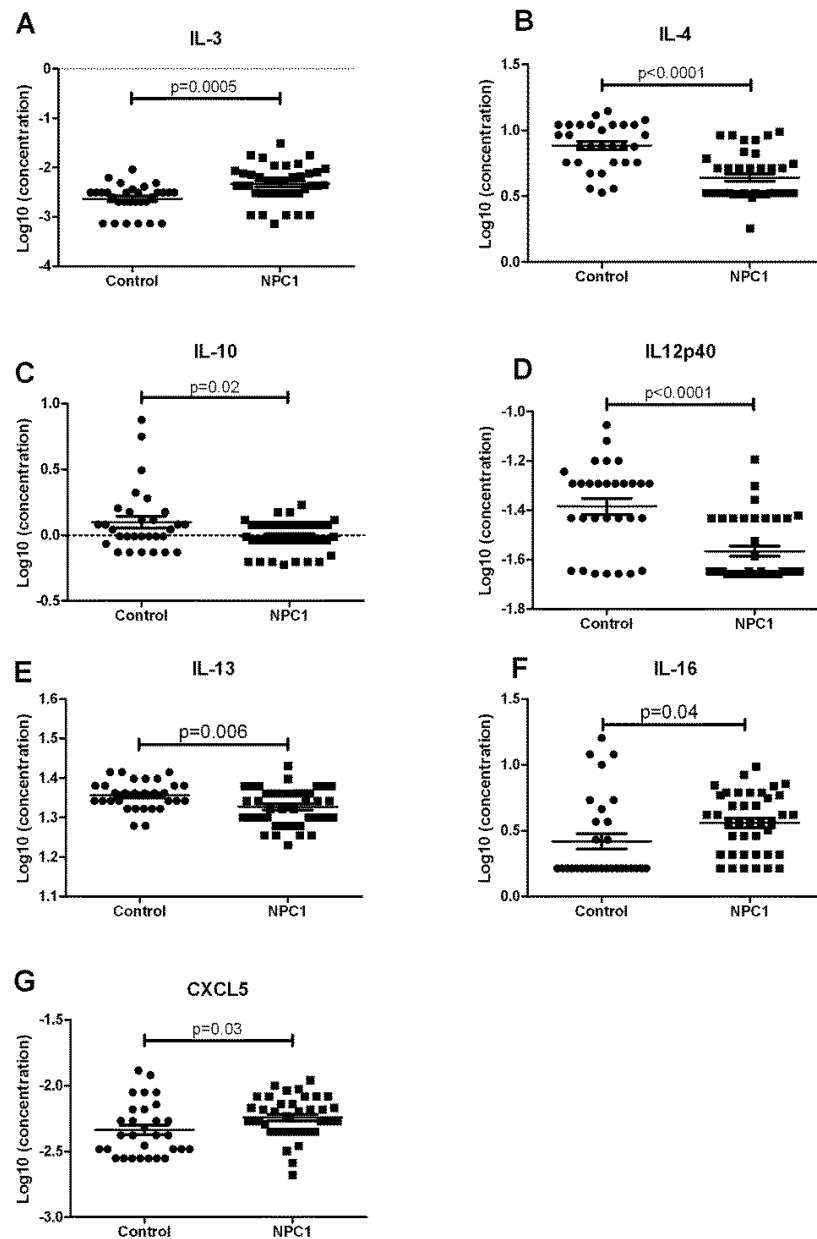 A
IL-3
p=0.0005
0
-1
-2
-3
-4
Log10 (concentration)
Control NPC1
B
IL-4
p<0.0001
1.5
1.0
0.5
0.0
Log10 (concentration)
Control NPC1
C
IL-10
p=0.02
1.0
0.5
0.0
-0.5
Log10 (concentration)
Control NPC1
D
IL12p40
p<0.0001
-1.0
-1.2
-1.4
-1.6
-1.8
Log10 (concentration)
Control NPC1
E
IL-13
p=0.006
1.6
1.5
1.4
1.3
1.2
1.1
Log10 (concentration)
Control NPC1
F
IL-16
p=0.04
1.5
1.0
0.5
0.0
Log10 (concentration)
Control NPC1
G
CXCL5
p=0.03
-1.5
-2.0
-2.5
-3.0
Log10 (concentration)
Control NPC1